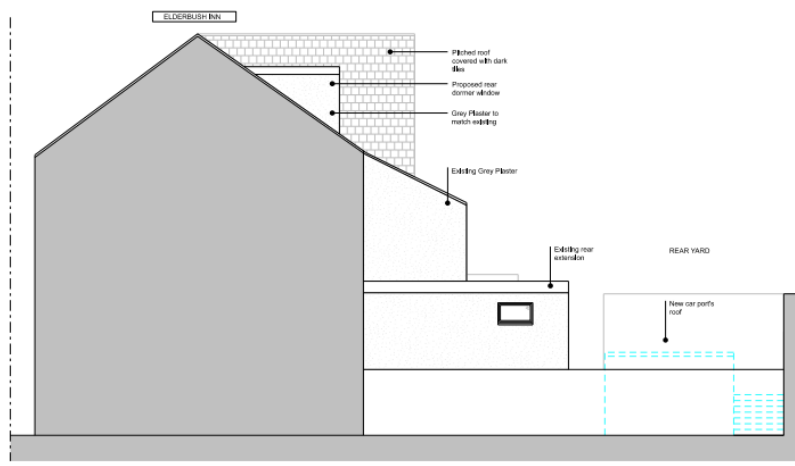 ELDERBUSH INN
Pitched roof
covered with dark
tiles
Proposed rear
dormer window
Grey Plaster to
match existing
Existing Grey Plaster
Existing rear
extension
REAR YARD
New car port's
roof